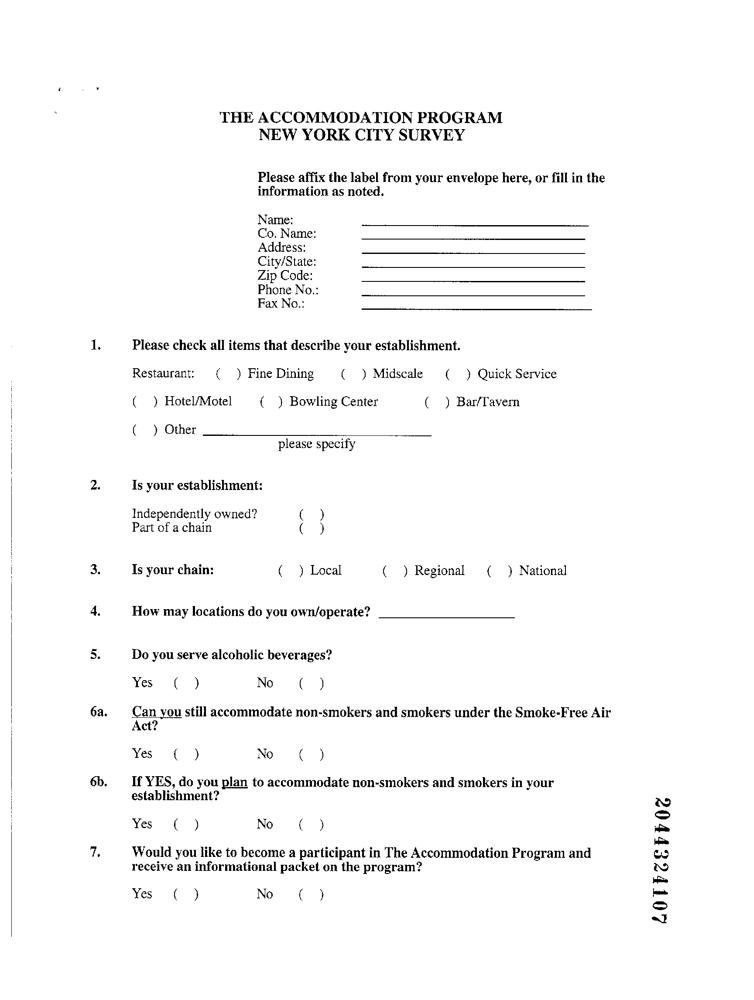 THE ACCOMMODATION PROGRAM
NEW YORK CITY SURVEY
Please affix the label from your envelope here, or fill in the
information as noted.
Name:
Co. Name:
Address:
City/State:
Zip Code:
Phone No.:
Fax No.:
1. Please check all items that describe your establishment.
Restaurant: ( ) Fine Dining ( ) Midscale ( ) Quick Service
( ) Hotel/Motel ( ) Bowling Center ( ) Bar/Tavern
( ) Other
please specify
2. Is your establishment:
Independently owned? ( )
Part of a chain ( )
3. Is your chain: ( ) Local ( ) Regional ( ) National
4. How may locations do you own/operate?
5. Do you serve alcoholic beverages?
Yes ( ) No ( )
6a. Can you still accommodate non-smokers and smokers under the Smoke-Free Air
Act?
Yes ( ) No ( )
6b. If YES, do you plan to accommodate non-smokers and smokers in your
establishment?
Yes ( ) No ( )
7. Would you like to become a participant in The Accommodation Program and
receive an informational packet on the program?
Yes ( ) No ( )
2044324107